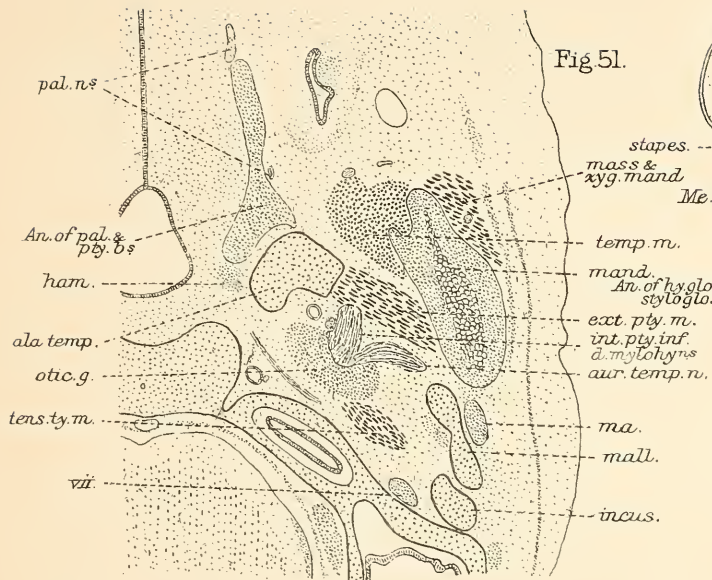 Fig. 51.
pal. nˢ
An. of pal. &
pty. bˢ
ham.
ala temp.
otic. g.
tens. ty. m.
vii.
stapes.
mass &
zyg. mand
Me.
temp. m.
mand.
An. of hy. glo
styloglo.
ext. pty. m.
int. pty. inf.
d. mylohy nˢ
aur. temp. n.
ma.
mall.
incus.